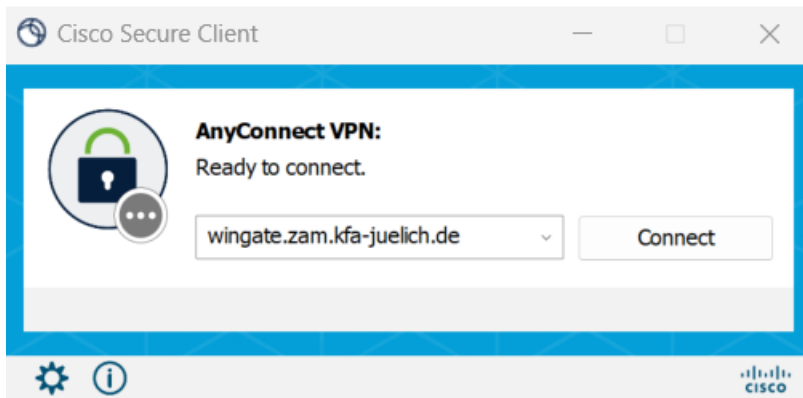 Cisco Secure Client
AnyConnect VPN:
Ready to connect.
wingate.zam.kfa-juelich.de
Connect
CISCO